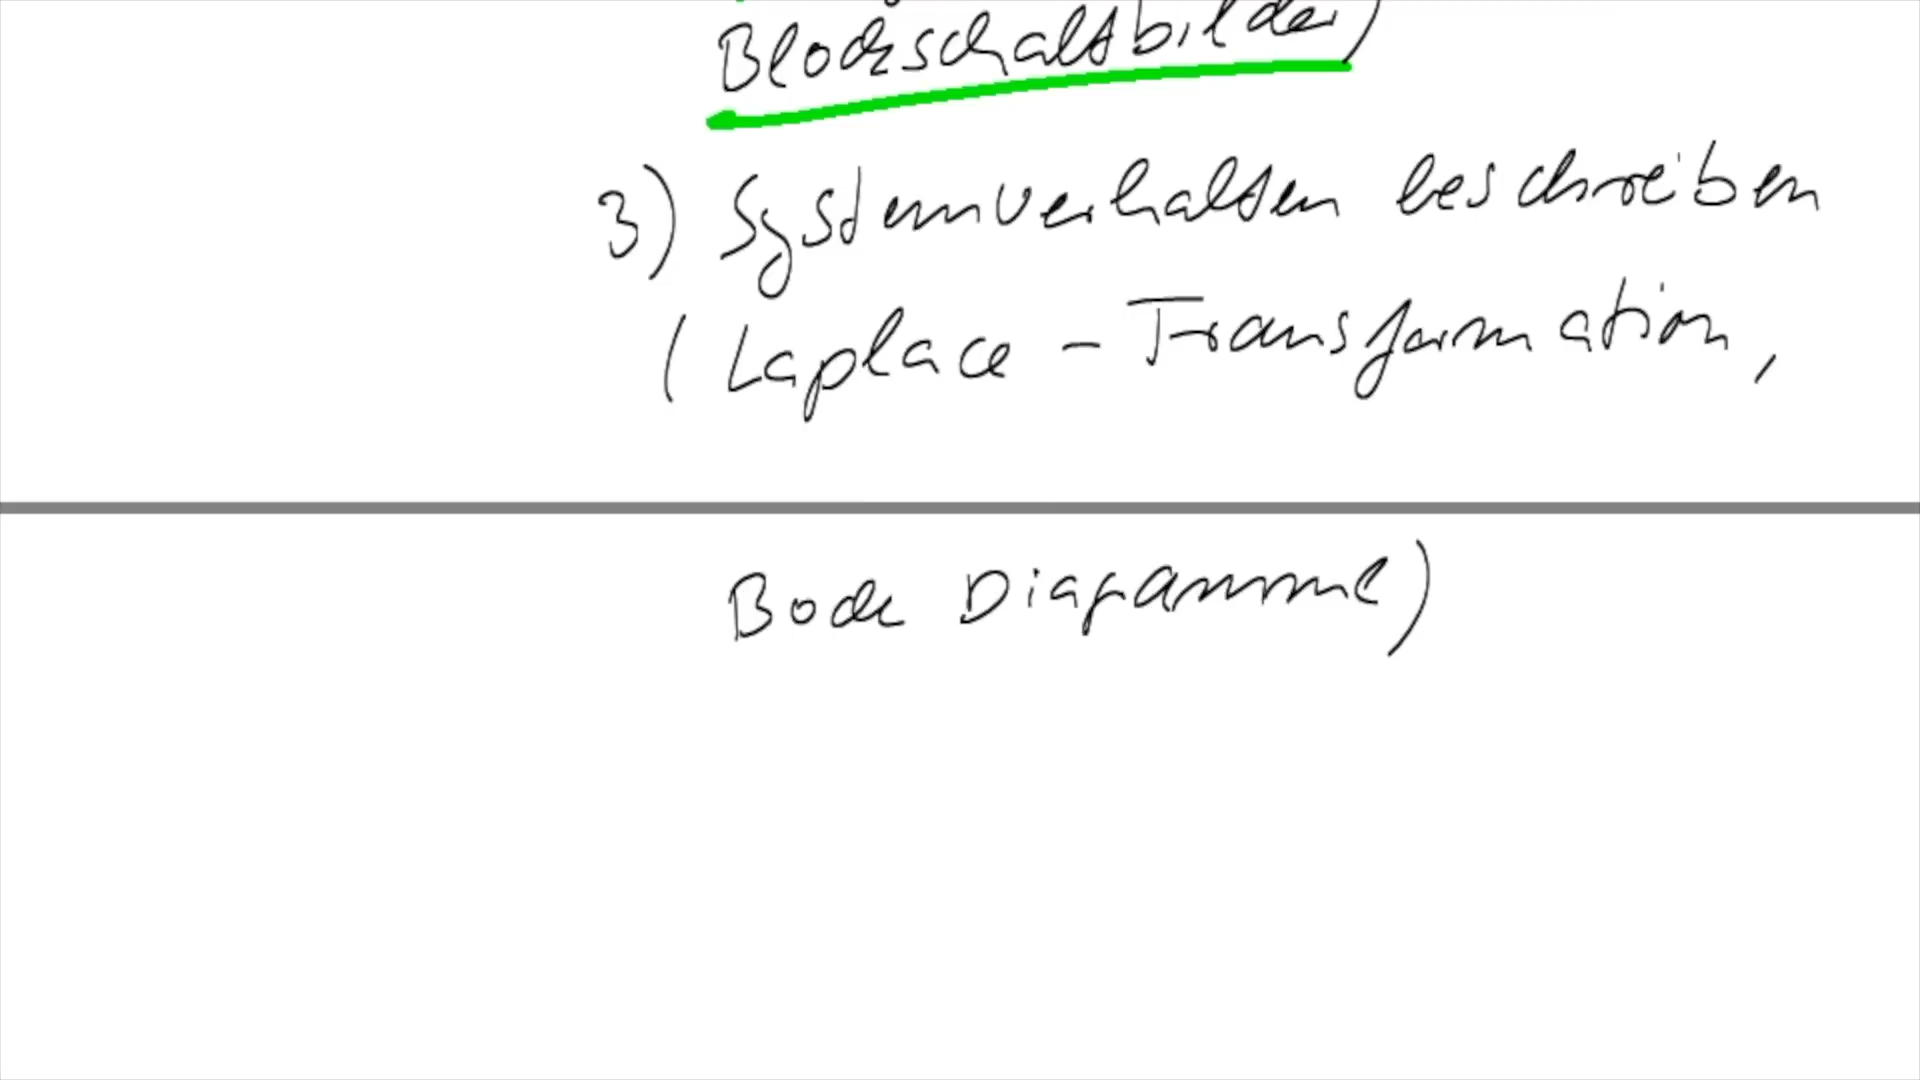 Blockschaltbilder)
3) Systemverhalten beschreiben
( Laplace - Transformation,
Bode Diagramme)